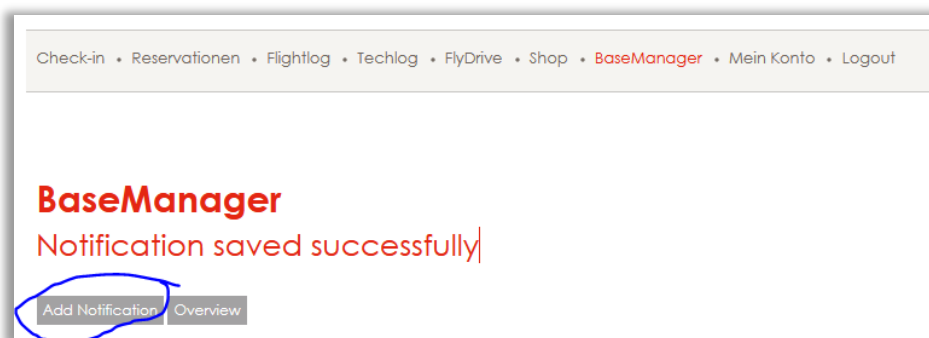 Check-in • Reservationen • Flightlog • Techlog • FlyDrive • Shop • BaseManager • Mein Konto • Logout
BaseManager
Notification saved successfully
Add Notification Overview